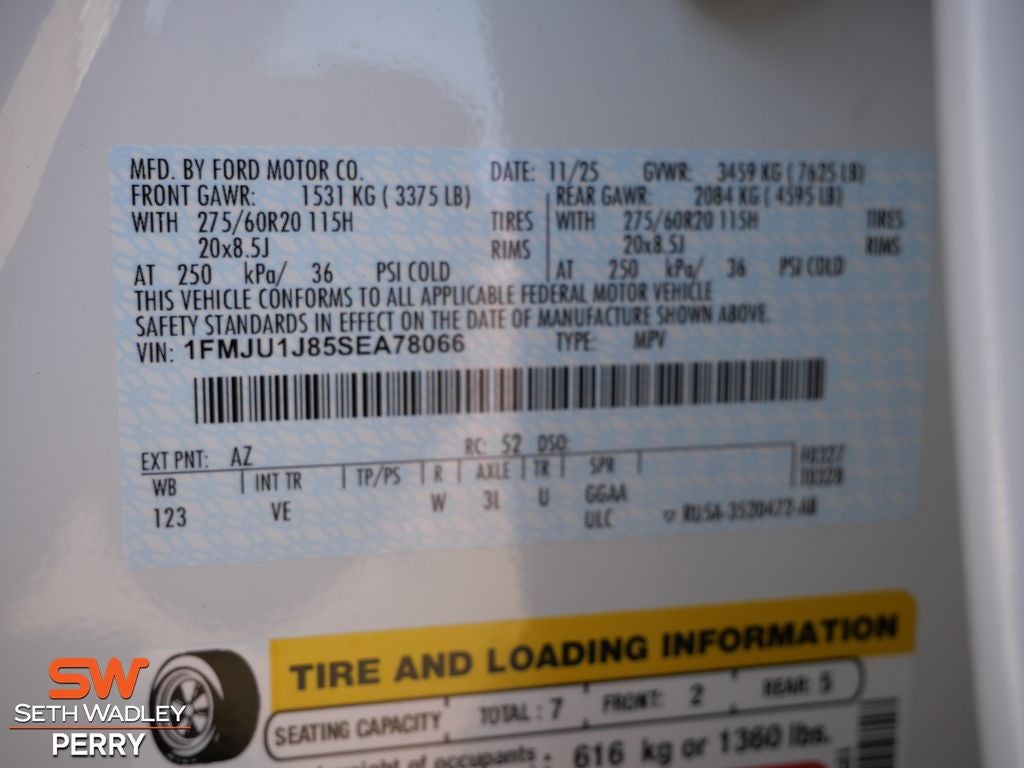 MFD. BY FORD MOTOR CO. DATE: 11/25 GVWR: 3459 KG ( 7625 LB)
FRONT GAWR: 1531 KG ( 3375 LB) REAR GAWR: 2084 KG ( 4595 LB)
WITH 275/60R20 115H TIRES WITH 275/60R20 115H TIRES
20x8.5J RIMS 20x8.5J RIMS
AT 250 kPa/ 36 PSI COLD AT 250 kPa/ 36 PSI COLD
THIS VEHICLE CONFORMS TO ALL APPLICABLE FEDERAL MOTOR VEHICLE
SAFETY STANDARDS IN EFFECT ON THE DATE OF MANUFACTURE SHOWN ABOVE.
VIN: 1FMJU1J85SEA78066 TYPE: MPV
EXT PNT: AZ RC: 52 DSO:
WB INT TR TP/PS R AXLE TR SPR
123 VE W 3L U GGAA
ULC
TIRE AND LOADING INFORMATION
SEATING CAPACITY TOTAL : 7 FRONT: 2 REAR: 5
weight of occupants : 616 kg or 1360 lbs.
SW
SETH WADLEY
PERRY